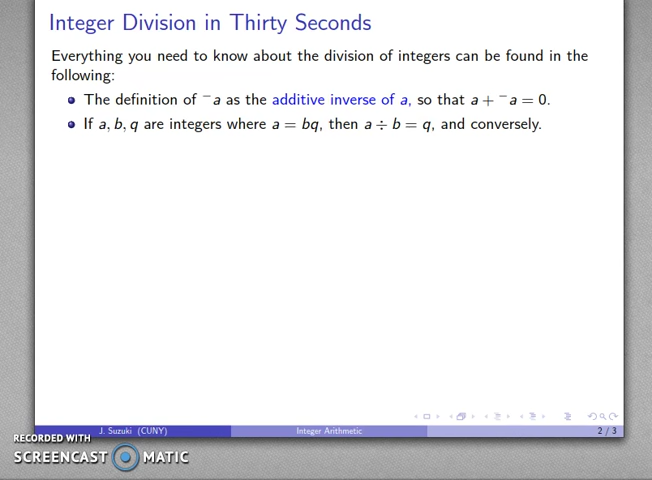 Integer Division in Thirty Seconds
Everything you need to know about the division of integers can be found in the
following:
The definition of ⁻a as the additive inverse of a, so that a + ⁻a = 0.
If a, b, q are integers where a = bq, then a ÷ b = q, and conversely.
J. Suzuki (CUNY)
Integer Arithmetic
2 / 3
RECORDED WITH
SCREENCAST MATIC